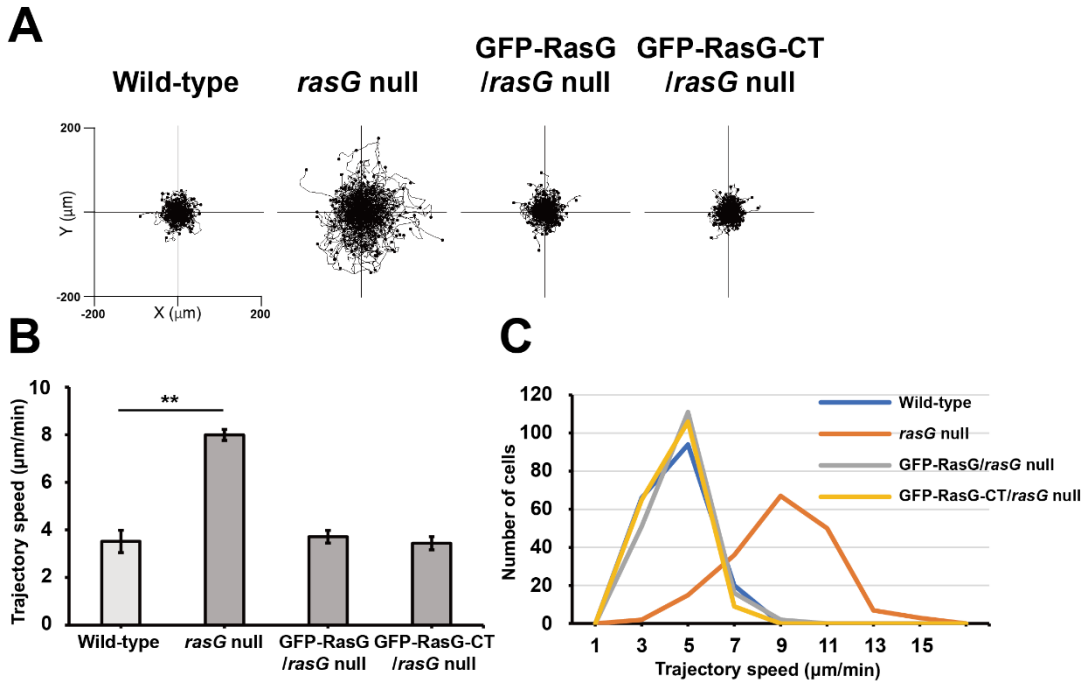 A
Wild-type
rasG null
GFP-RasG
/rasG null
GFP-RasG-CT
/rasG null
200
Y (μm)
-200
-200
X (μm)
200
B
**
10
8
6
4
2
0
Trajectory speed (μm/min)
Wild-type
rasG null
GFP-RasG
/rasG null
GFP-RasG-CT
/rasG null
C
120
100
80
60
40
20
0
Number of cells
Wild-type
rasG null
GFP-RasG/rasG null
GFP-RasG-CT/rasG null
1 3 5 7 9 11 13 15
Trajectory speed (μm/min)